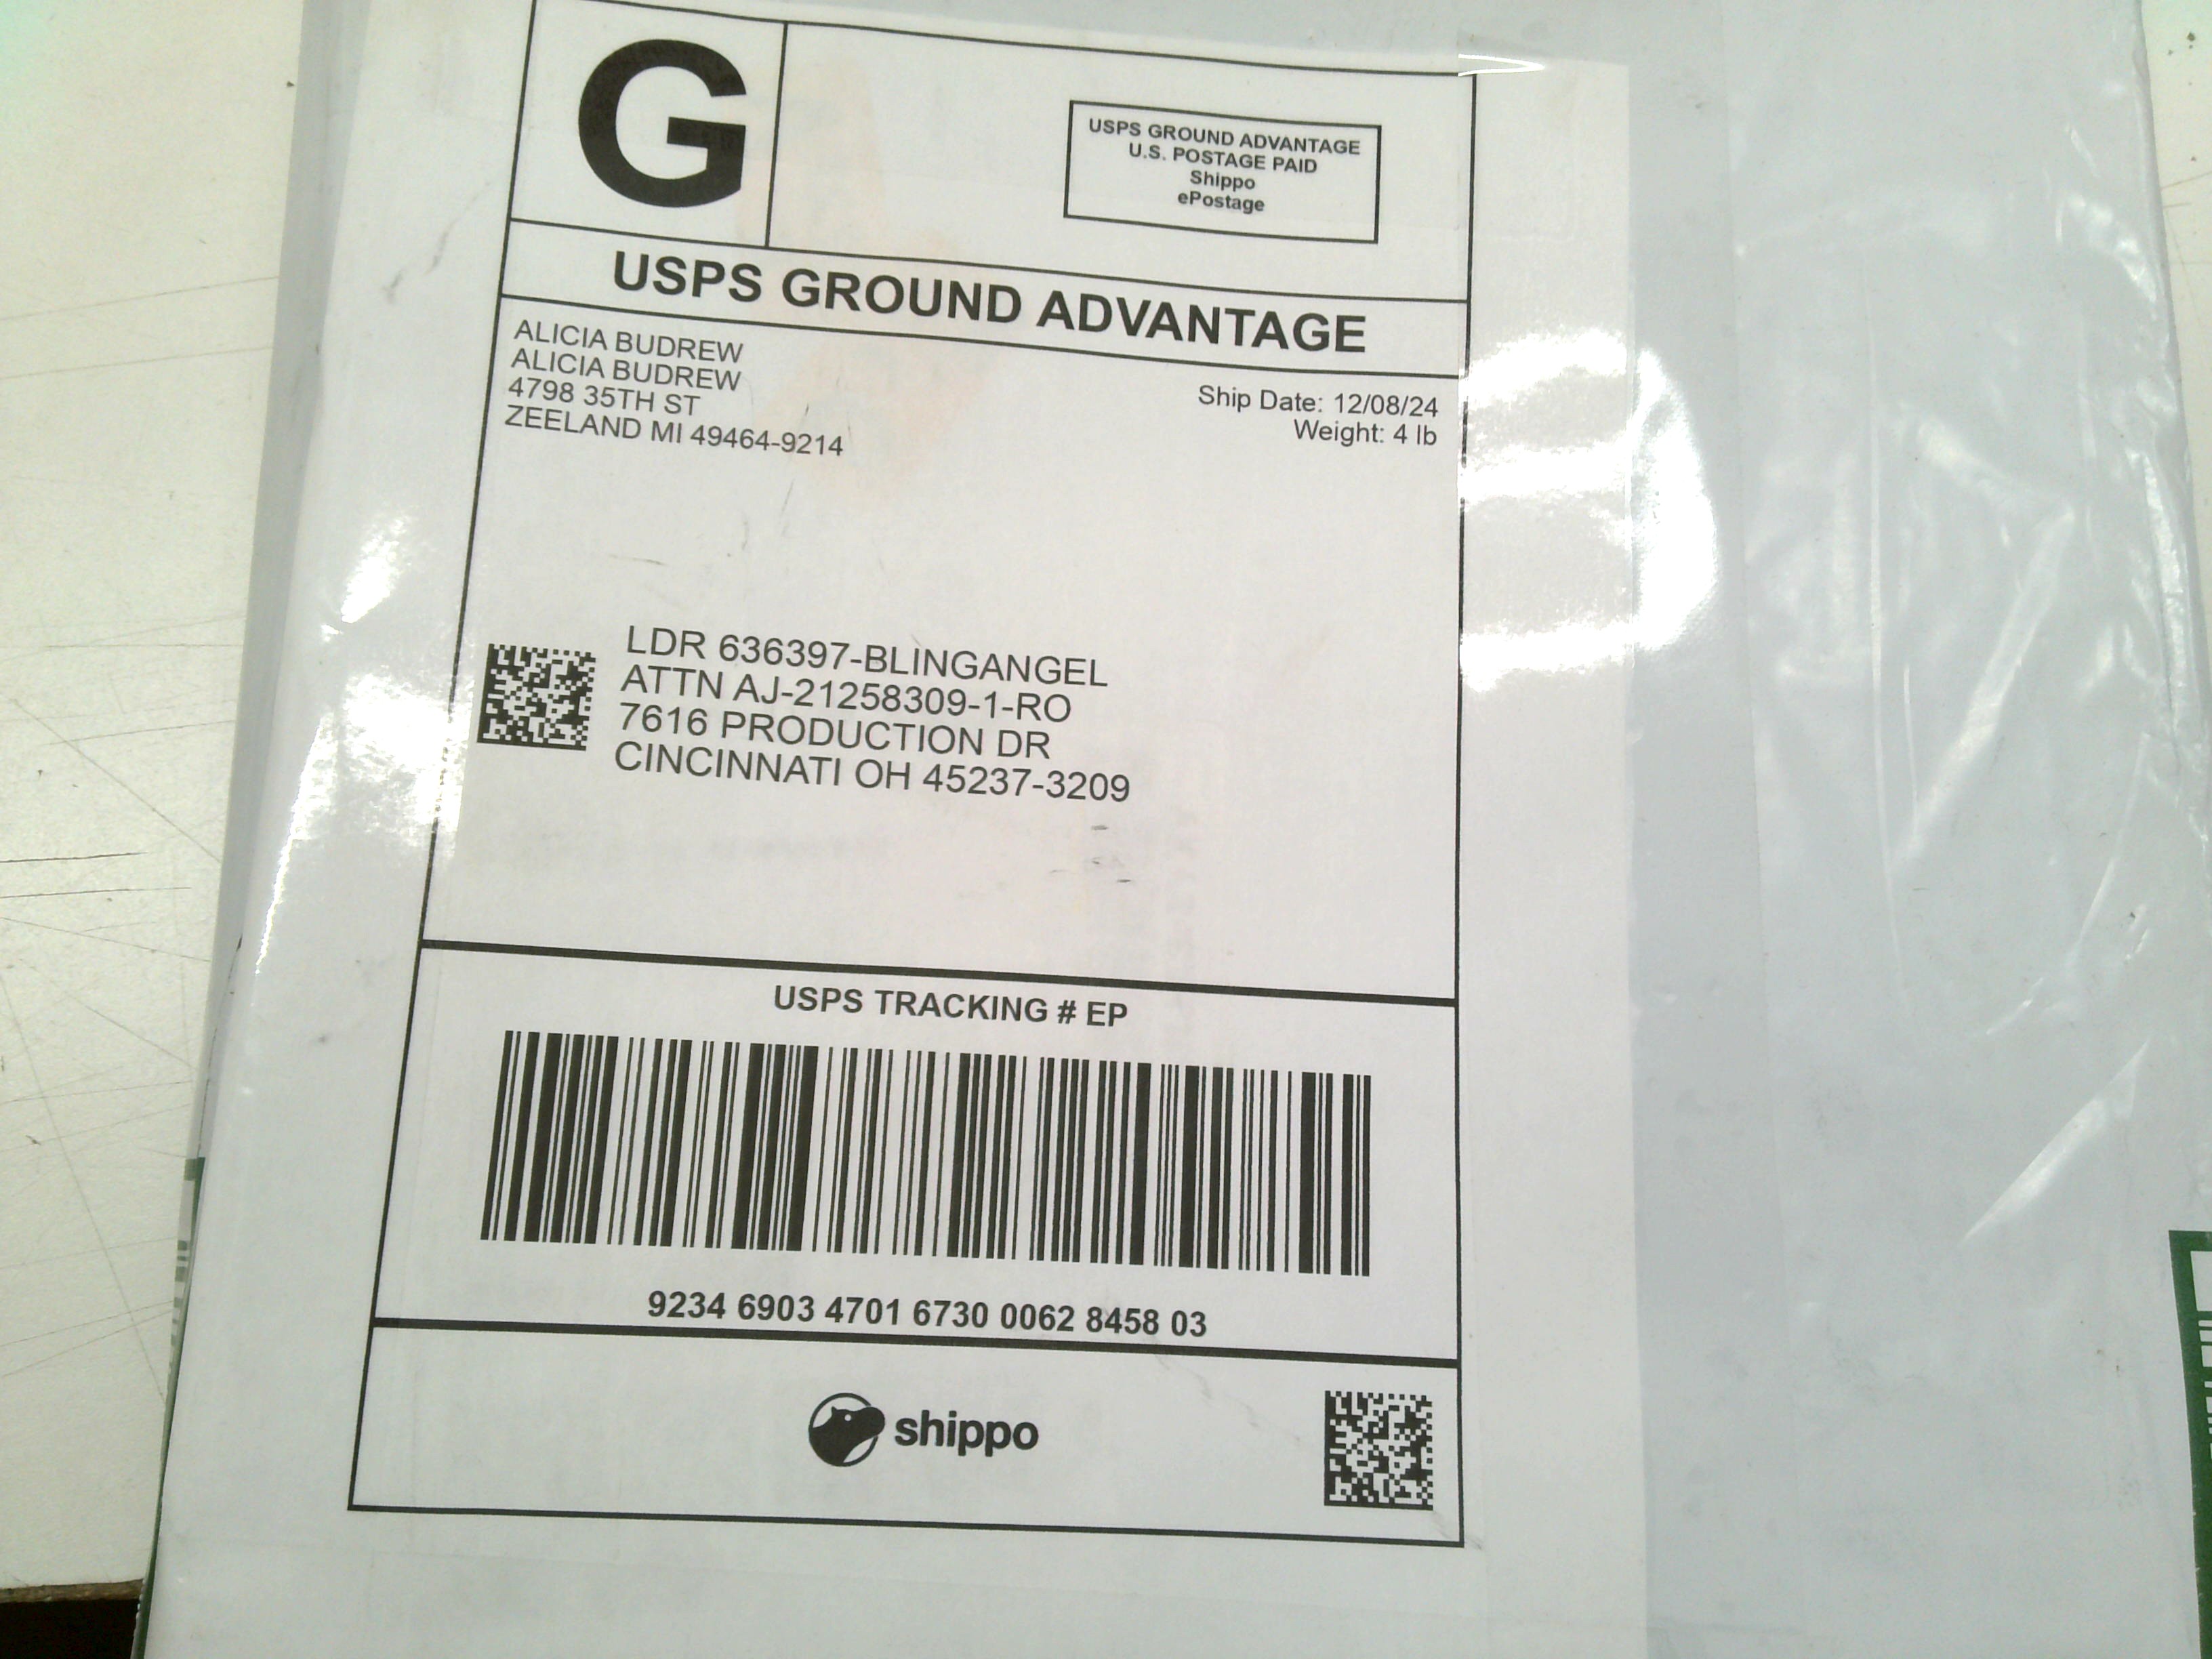 G
USPS GROUND ADVANTAGE
U.S. POSTAGE PAID
Shippo
ePostage
USPS GROUND ADVANTAGE
ALICIA BUDREW
ALICIA BUDREW
4798 35TH ST
ZEELAND MI 49464-9214
Ship Date: 12/08/24
Weight: 4 lb
LDR 636397-BLINGANGEL
ATTN AJ-21258309-1-RO
7616 PRODUCTION DR
CINCINNATI OH 45237-3209
USPS TRACKING # EP
9234 6903 4701 6730 0062 8458 03
shippo